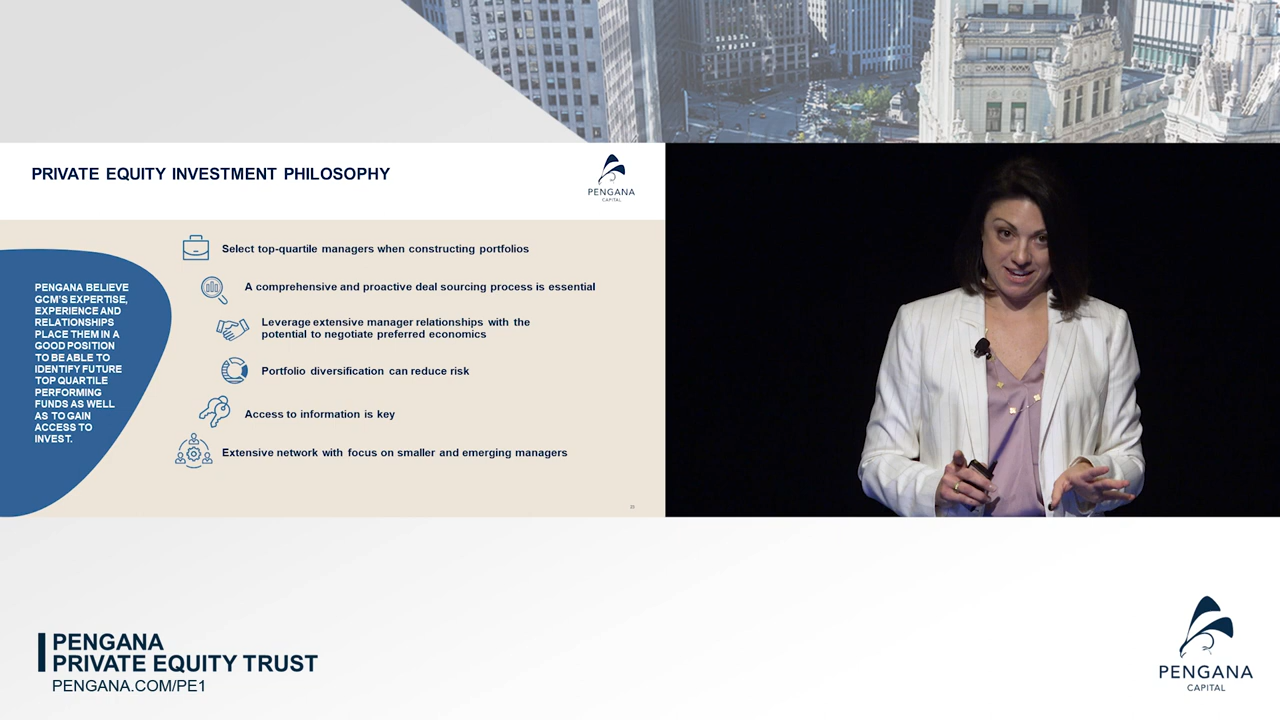 PRIVATE EQUITY INVESTMENT PHILOSOPHY
PENGANA
CAPITAL
PENGANA BELIEVE
GCM'S EXPERTISE,
EXPERIENCE AND
RELATIONSHIPS
PLACE THEM IN A
GOOD POSITION
TO BE ABLE TO
IDENTIFY FUTURE
TOP QUARTILE
PERFORMING
FUNDS AS WELL
AS TO GAIN
ACCESS TO
INVEST.
Select top-quartile managers when constructing portfolios
A comprehensive and proactive deal sourcing process is essential
Leverage extensive manager relationships with the
potential to negotiate preferred economics
Portfolio diversification can reduce risk
Access to information is key
Extensive network with focus on smaller and emerging managers
PENGANA
PRIVATE EQUITY TRUST
PENGANA.COM/PE1
PENGANA
CAPITAL